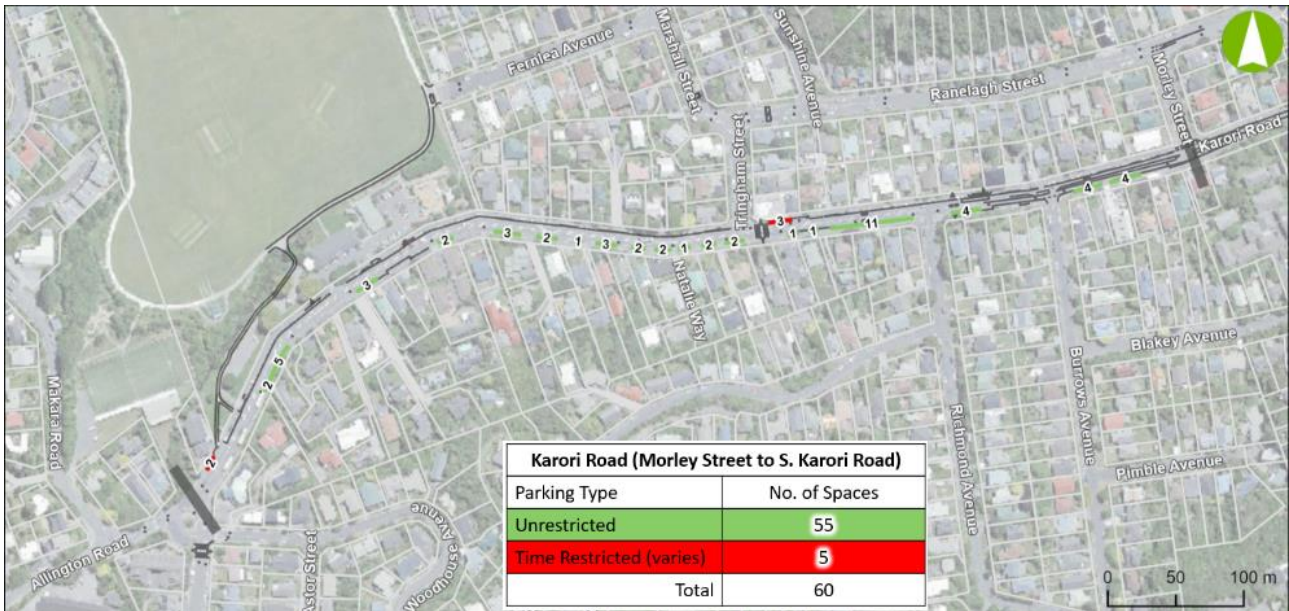 Fernlea Avenue
Marshall Street
Sunshine Avenue
Ranelagh Street
Morley Street
Karori Road
Tringham Street
4
4
4
3
11
1
1
2
2
1
2
2
3
1
2
3
2
3
5
2
2
Natalie Way
Blakey Avenue
Burrows Avenue
Richmond Avenue
Pimble Avenue
Makara Road
Allington Road
Astor Street
Woodhouse Avenue
Karori Road (Morley Street to S. Karori Road)
Parking Type No. of Spaces
Unrestricted 55
Time Restricted (varies) 5
Total 60
0 50 100 m